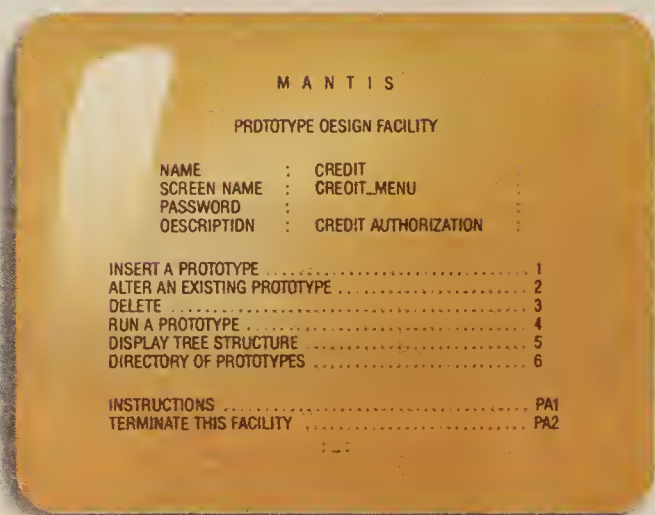 M A N T I S
PROTOTYPE DESIGN FACILITY
NAME : CREDIT :
SCREEN NAME : CREDIT_MENU :
PASSWORD : :
DESCRIPTION : CREDIT AUTHORIZATION :
INSERT A PROTOTYPE .................................... 1
ALTER AN EXISTING PROTOTYPE .......................... 2
DELETE .................................................. 3
RUN A PROTOTYPE ...................................... 4
DISPLAY TREE STRUCTURE ............................... 5
DIRECTORY OF PROTOTYPES ............................. 6
INSTRUCTIONS .......................................... PA1
TERMINATE THIS FACILITY ............................... PA2
: _ :